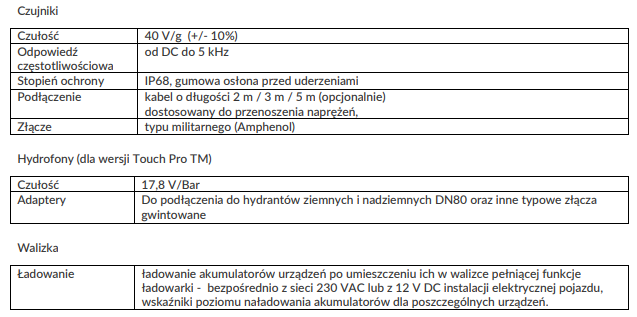 Czujniki
Czułość 40 V/g (+/- 10%)
Odpowiedź od DC do 5 kHz
częstotliwościowa
Stopień ochrony IP68, gumowa osłona przed uderzeniami
Podłączenie kabel o długości 2 m / 3 m / 5 m (opcjonalnie)
dostosowany do przenoszenia naprężeń,
Złącze typu militarnego (Amphenol)
Hydrofony (dla wersji Touch Pro TM)
Czułość 17,8 V/Bar
Adaptery Do podłączenia do hydrantów ziemnych i nadziemnych DN80 oraz inne typowe złącza
gwintowane
Walizka
Ładowanie ładowanie akumulatorów urządzeń po umieszczeniu ich w walizce pełniącej funkcje
ładowarki - bezpośrednio z sieci 230 VAC lub z 12 V DC instalacji elektrycznej pojazdu,
wskaźniki poziomu naładowania akumulatorów dla poszczególnych urządzeń.